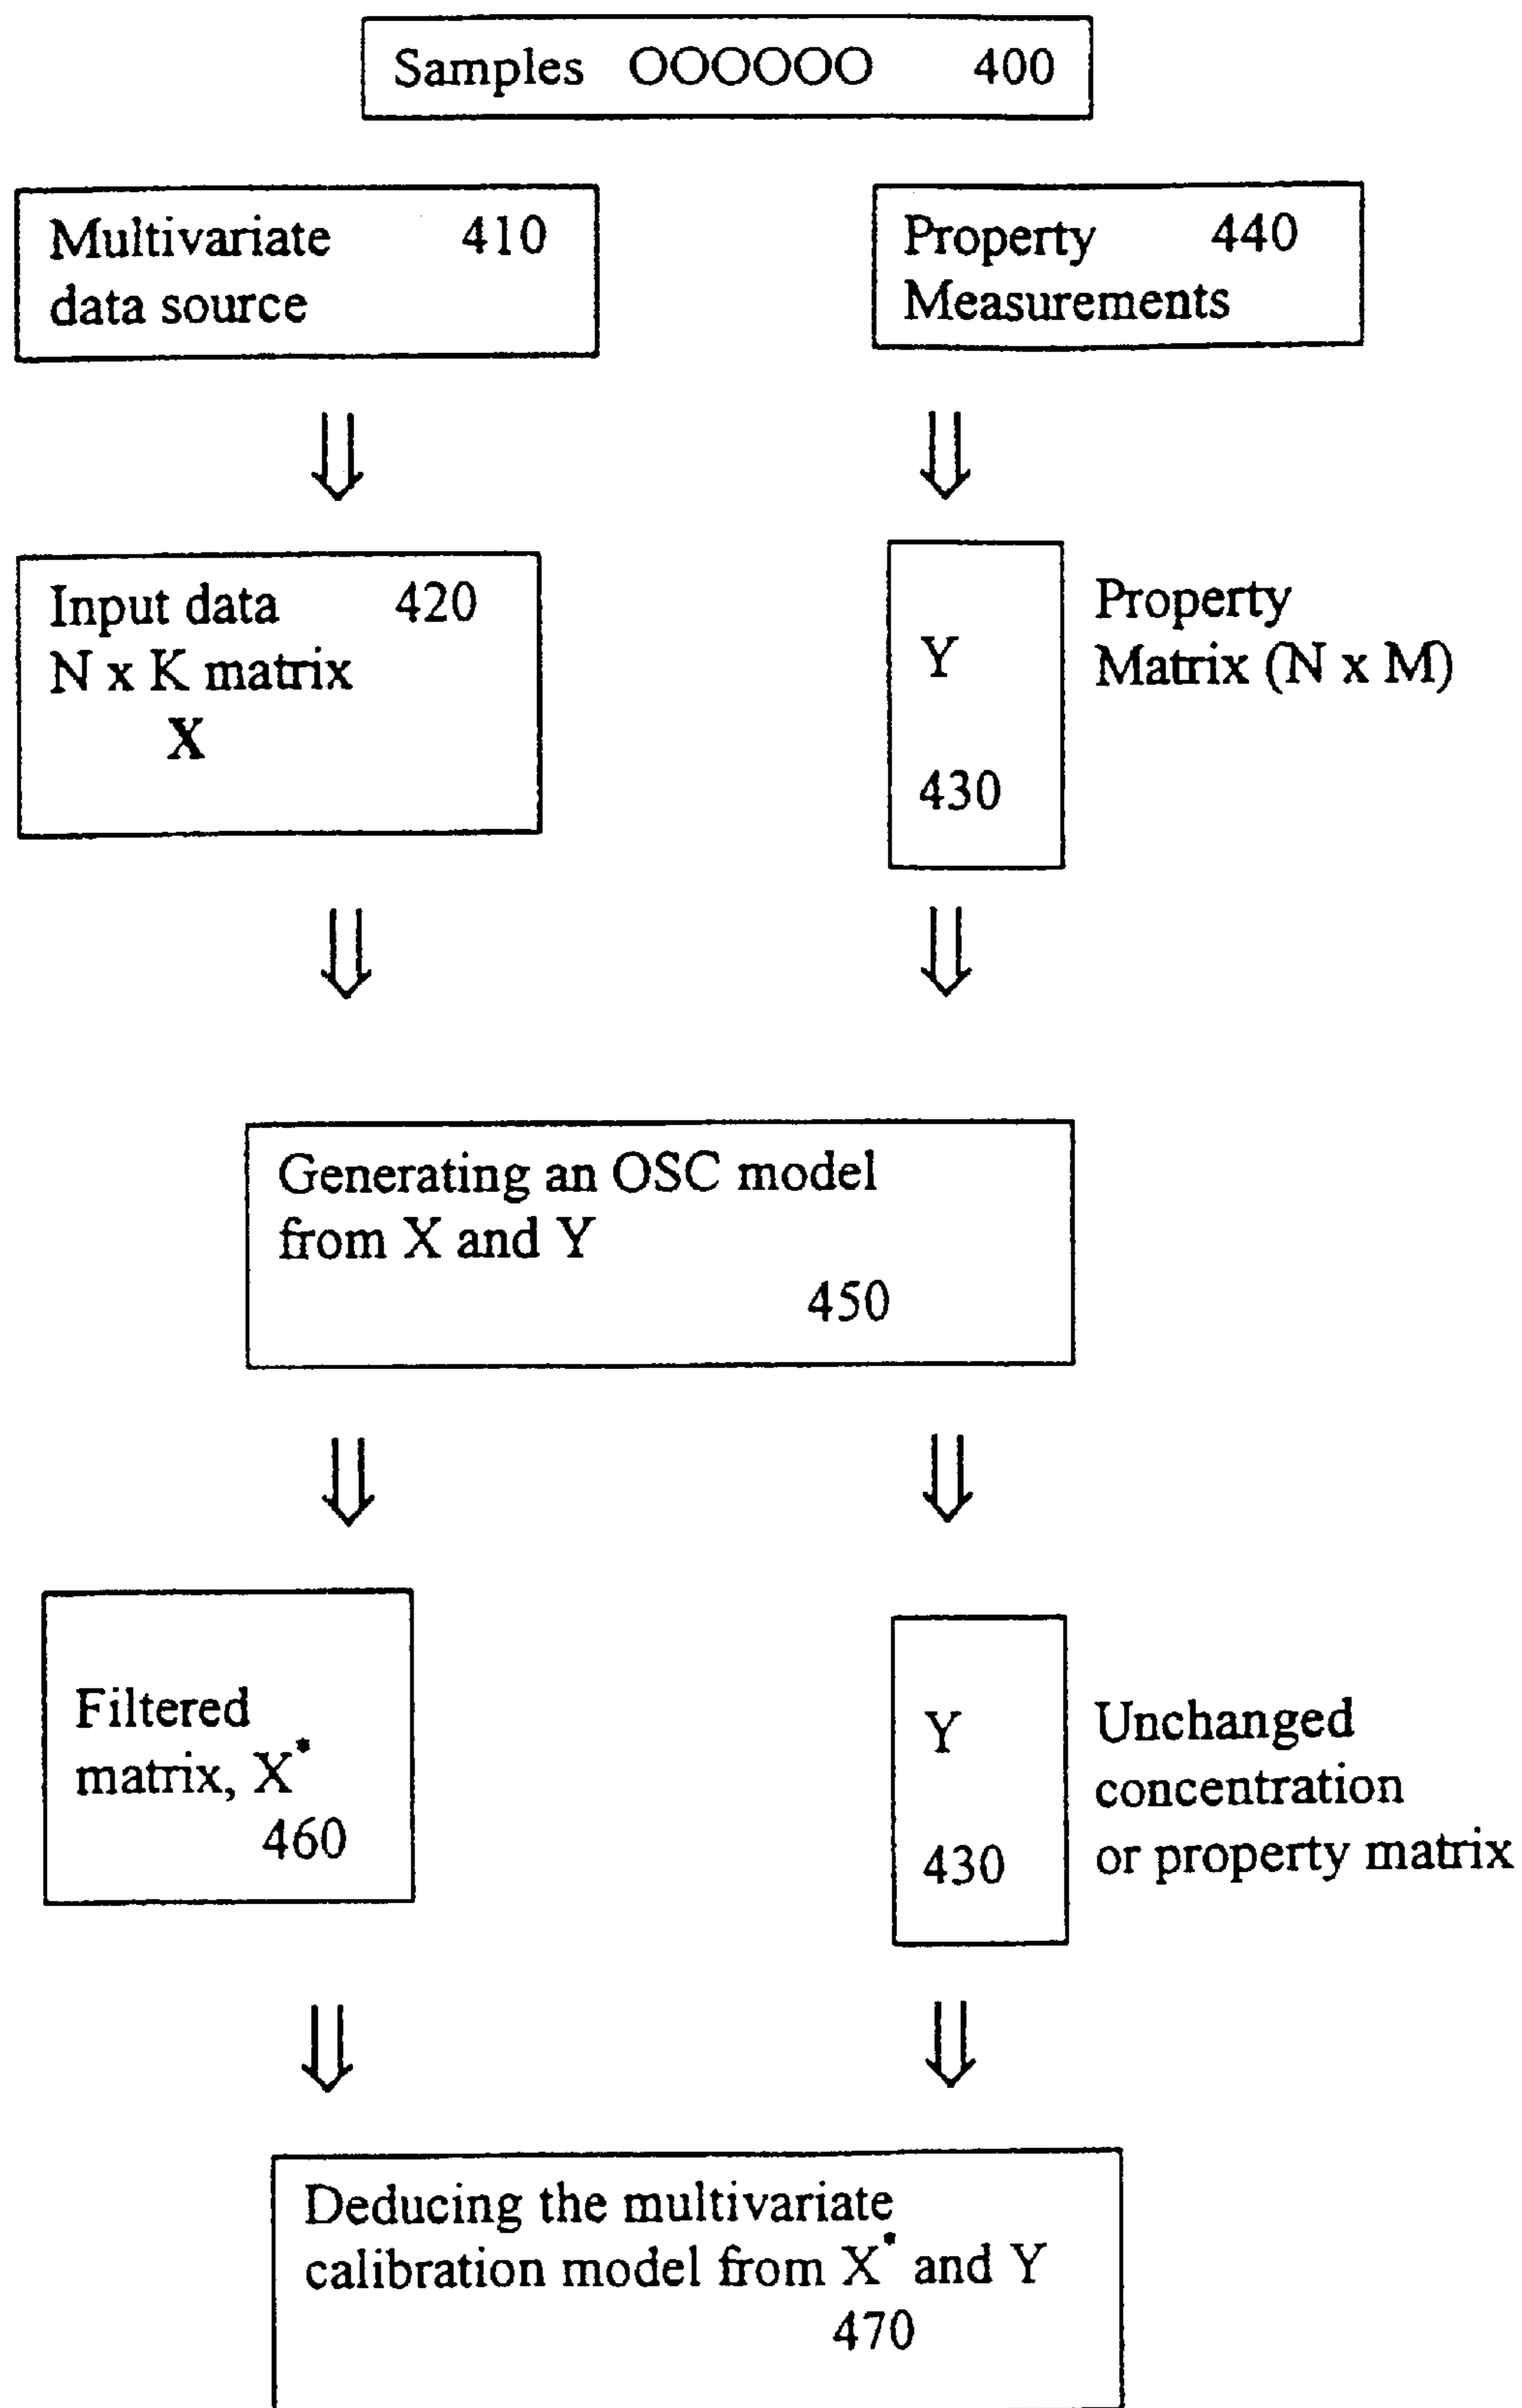 Samples OOOOOO 400
Multivariate 410
data source
Property 440
Measurements
Input data 420
N x K matrix
X
Y
430
Property
Matrix (N x M)
Generating an OSC model
from X and Y
450
Filtered
matrix, X*
460
Y
430
Unchanged
concentration
or property matrix
Deducing the multivariate
calibration model from X* and Y
470